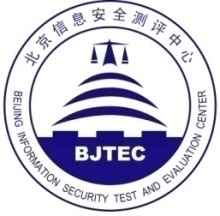 北京信息安全测评中心
BJTEC
BEIJING INFORMATION SECURITY TEST AND EVALUATION CENTER